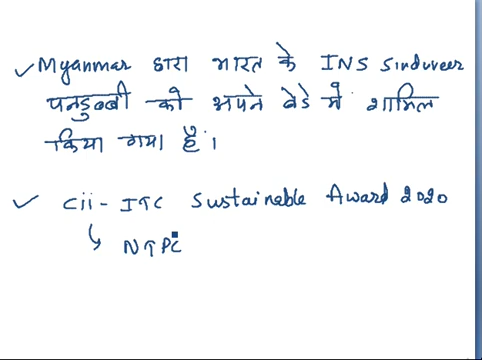 ✓ Myanmar द्वारा भारत के INS Sinduveer
पनडुब्बी को अपने बेडे में शामिल
किया गया है।
✓ Cii - ITC Sustainable Award 2020
↳ NTPC